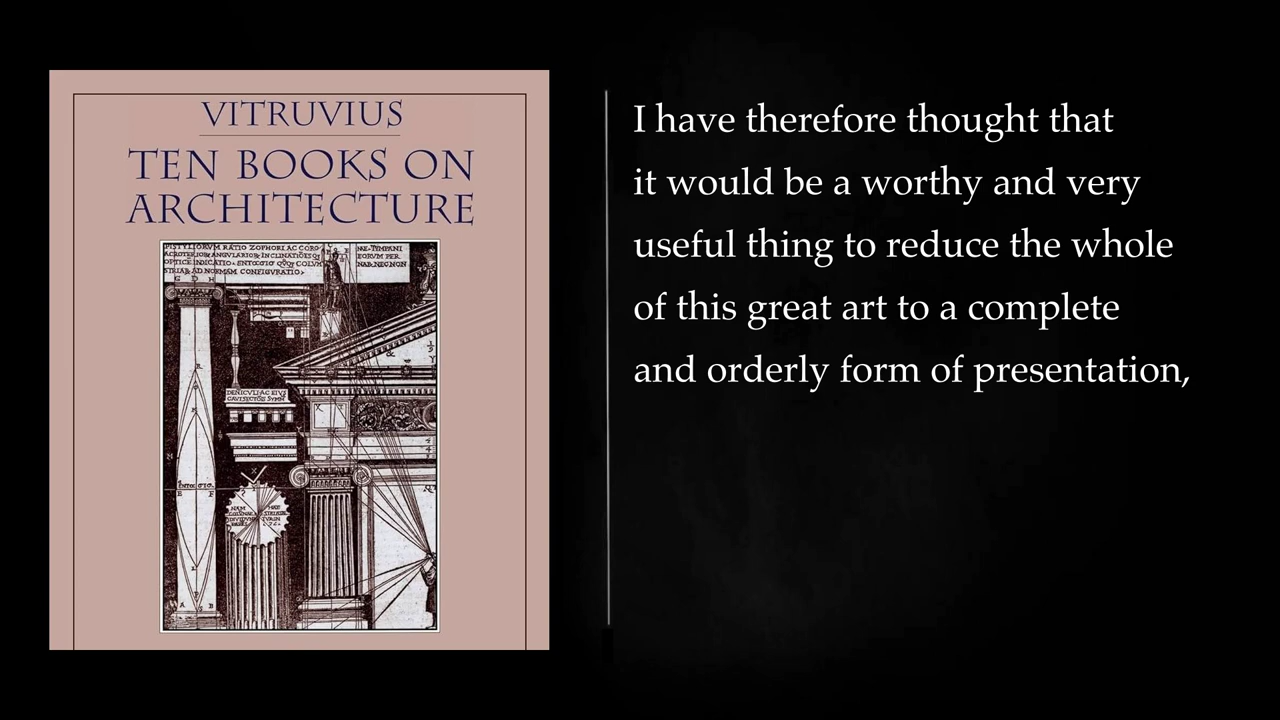 VITRUVIUS
TEN BOOKS ON
ARCHITECTURE
I have therefore thought that
it would be a worthy and very
useful thing to reduce the whole
of this great art to a complete
and orderly form of presentation,